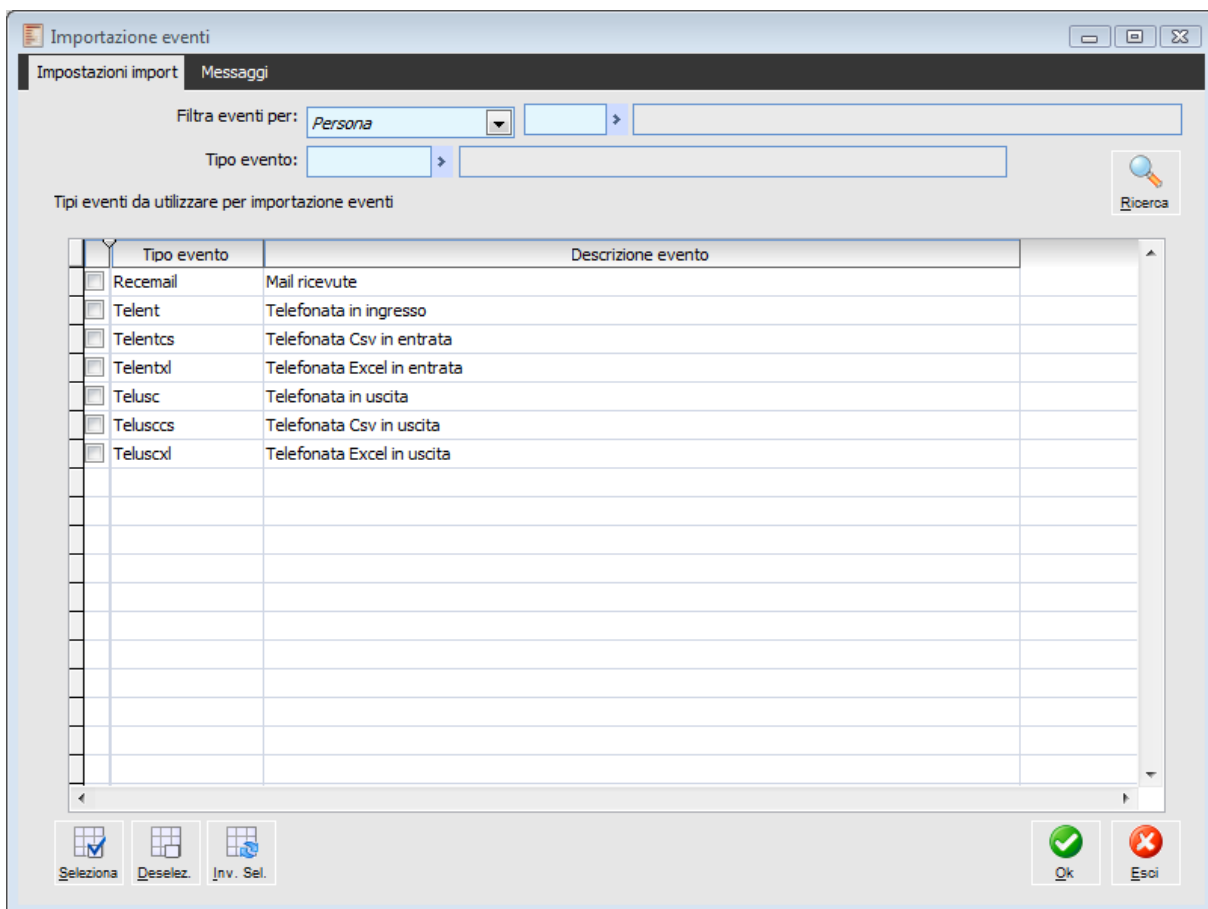 Importazione eventi
Impostazioni import Messaggi
Filtra eventi per: Persona
Tipo evento:
Ricerca
Tipi eventi da utilizzare per importazione eventi
Tipo evento Descrizione evento
Recemail Mail ricevute
Telent Telefonata in ingresso
Telentcs Telefonata Csv in entrata
Telentxl Telefonata Excel in entrata
Telusc Telefonata in uscita
Telusccs Telefonata Csv in uscita
Teluscxl Telefonata Excel in uscita
Seleziona Deselez. Inv. Sel. Ok Esci